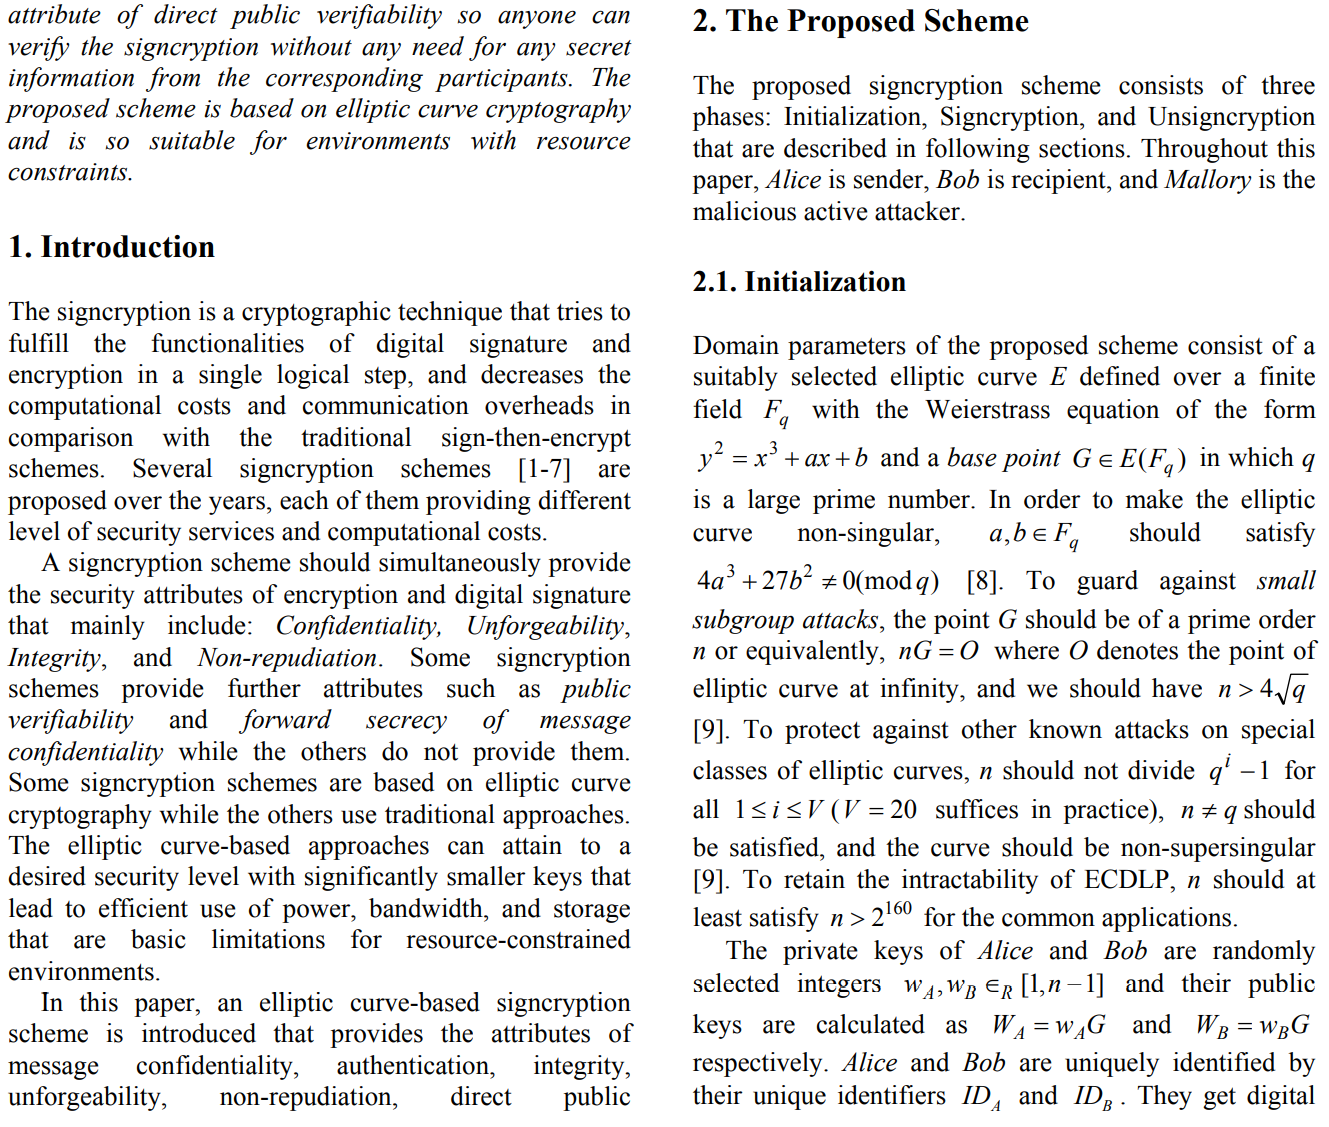 attribute of direct public verifiability so anyone can
verify the signcryption without any need for any secret
information from the corresponding participants. The
proposed scheme is based on elliptic curve cryptography
and is so suitable for environments with resource
constraints.
1. Introduction
The signcryption is a cryptographic technique that tries to
fulfill the functionalities of digital signature and
encryption in a single logical step, and decreases the
computational costs and communication overheads in
comparison with the traditional sign-then-encrypt
schemes. Several signcryption schemes [1-7] are
proposed over the years, each of them providing different
level of security services and computational costs.
A signcryption scheme should simultaneously provide
the security attributes of encryption and digital signature
that mainly include: Confidentiality, Unforgeability,
Integrity, and Non-repudiation. Some signcryption
schemes provide further attributes such as public
verifiability and forward secrecy of message
confidentiality while the others do not provide them.
Some signcryption schemes are based on elliptic curve
cryptography while the others use traditional approaches.
The elliptic curve-based approaches can attain to a
desired security level with significantly smaller keys that
lead to efficient use of power, bandwidth, and storage
that are basic limitations for resource-constrained
environments.
In this paper, an elliptic curve-based signcryption
scheme is introduced that provides the attributes of
message confidentiality, authentication, integrity,
unforgeability, non-repudiation, direct public
2. The Proposed Scheme
The proposed signcryption scheme consists of three
phases: Initialization, Signcryption, and Unsigncryption
that are described in following sections. Throughout this
paper, Alice is sender, Bob is recipient, and Mallory is the
malicious active attacker.
2.1. Initialization
Domain parameters of the proposed scheme consist of a
suitably selected elliptic curve E defined over a finite
field F_q with the Weierstrass equation of the form
y² = x³ + ax + b and a base point G ∈ E(F_q) in which q
is a large prime number. In order to make the elliptic
curve non-singular, a,b ∈ F_q should satisfy
4a³ + 27b² ≠ 0(mod q) [8]. To guard against small
subgroup attacks, the point G should be of a prime order
n or equivalently, nG = O where O denotes the point of
elliptic curve at infinity, and we should have n > 4√q
[9]. To protect against other known attacks on special
classes of elliptic curves, n should not divide q^i − 1 for
all 1 ≤ i ≤ V (V = 20 suffices in practice), n ≠ q should
be satisfied, and the curve should be non-supersingular
[9]. To retain the intractability of ECDLP, n should at
least satisfy n > 2^160 for the common applications.
The private keys of Alice and Bob are randomly
selected integers w_A, w_B ∈_R [1, n − 1] and their public
keys are calculated as W_A = w_A G and W_B = w_B G
respectively. Alice and Bob are uniquely identified by
their unique identifiers ID_A and ID_B . They get digital